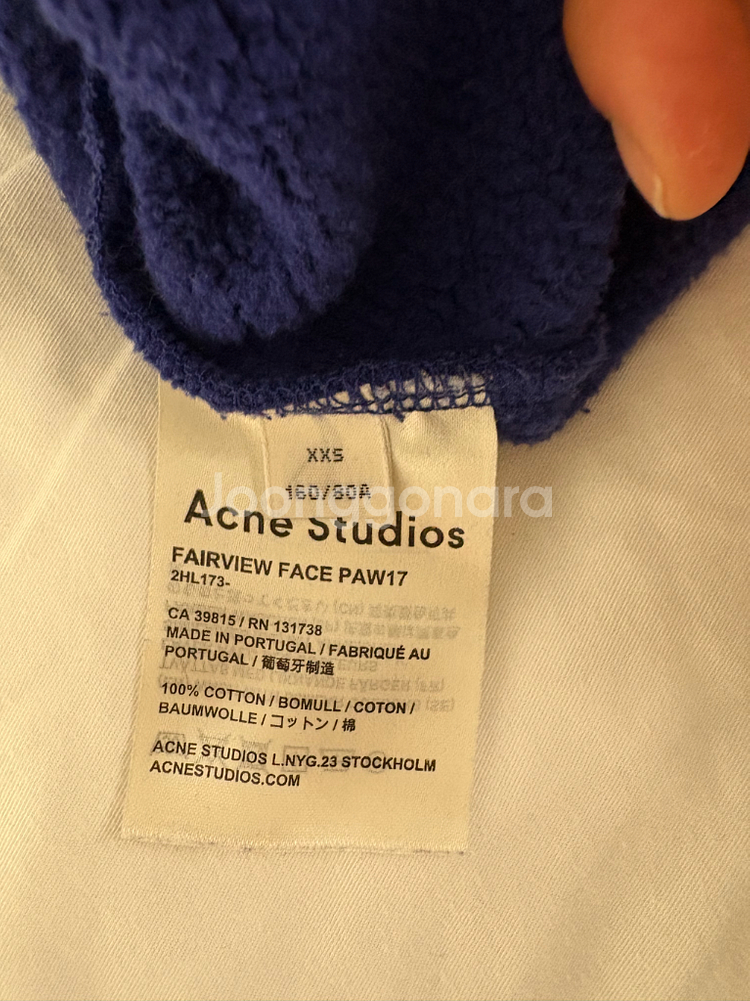 XXS
160/80A
Joonggonara
Acne Studios
FAIRVIEW FACE PAW17
2HL173-
CA 39815 / RN 131738
MADE IN PORTUGAL / FABRIQUÉ AU
PORTUGAL / 葡萄牙制造
100% COTTON / BOMULL / COTON /
BAUMWOLLE / コットン / 棉
ACNE STUDIOS L.NYG.23 STOCKHOLM
ACNESTUDIOS.COM